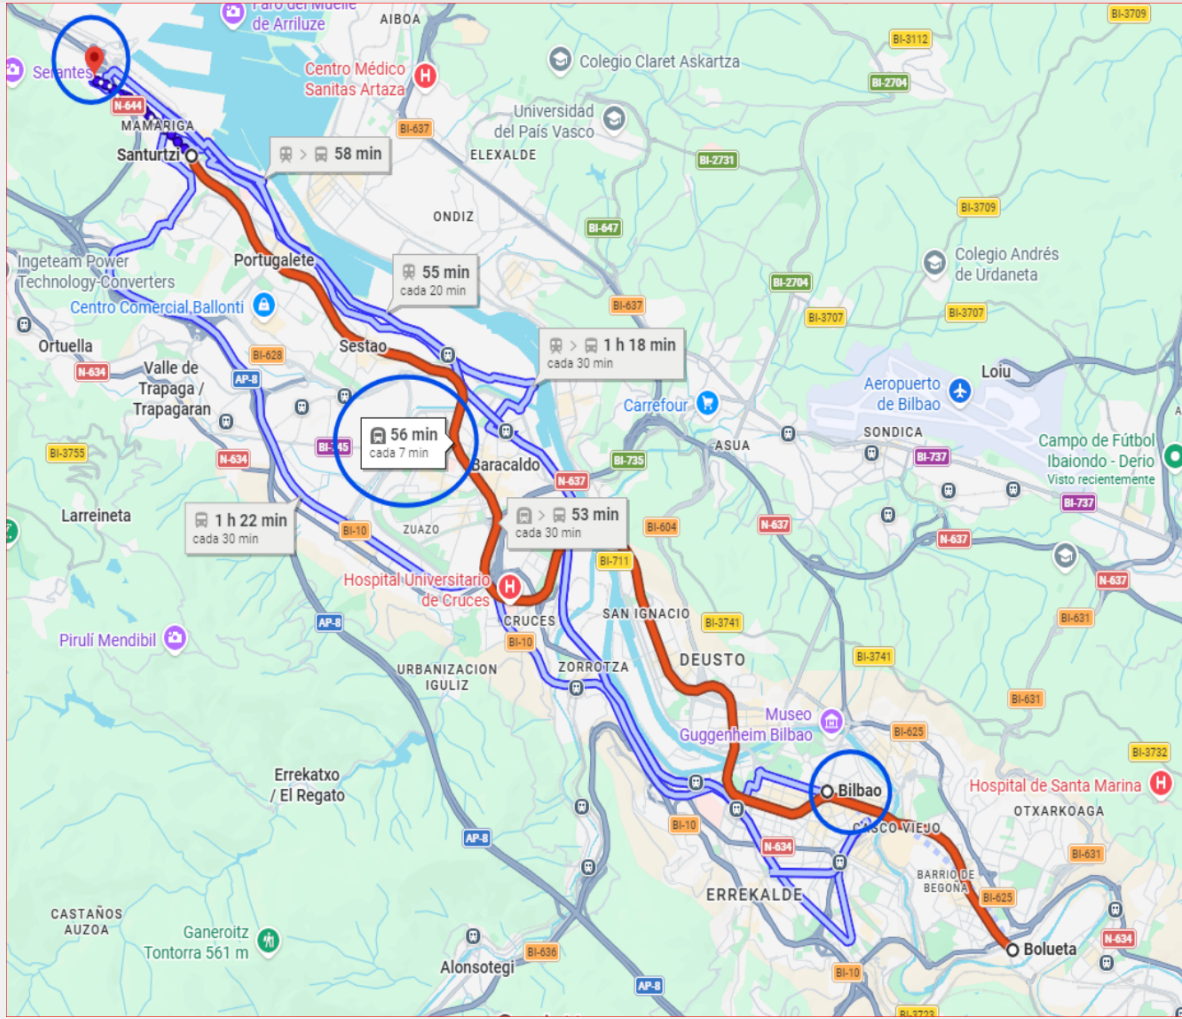 Faro del Muelle
de Arriluze
AIBOA
BI-3709
BI-3112
Colegio Claret Askartza
Centro Médico
Sanitas Artaza
Serantes
BI-2704
N-644
Universidad
del País Vasco
BI-637
MAMARIGA
Santurtzi
58 min
ELEXALDE
BI-2731
BI-3709
ONDIZ
BI-647
Ingeteam Power
Technology-Converters
Portugalete
55 min
cada 20 min
Colegio Andrés
de Urdaneta
BI-2704
Centro Comercial Ballonti
BI-637
BI-3707
BI-3707
Ortuella
Sestao
1 h 18 min
cada 30 min
BI-628
N-634
Valle de
Trapaga /
Trapagaran
AP-8
Loiu
Aeropuerto
de Bilbao
Carrefour
56 min
cada 7 min
BI-745
ASUA
SONDICA
BI-3755
N-634
BI-735
BI-737
Campo de Fútbol
Ibaiondo - Derio
Visto recientemente
Baracaldo
N-637
BI-737
Larreineta
1 h 22 min
cada 30 min
BI-10
ZUAZO
53 min
cada 30 min
BI-604
N-637
N-637
BI-711
Hospital Universitario
de Cruces
N-637
CRUCES
SAN IGNACIO
BI-3741
BI-631
AP-8
Pirulí Mendibil
BI-10
URBANIZACION
IGULIZ
ZORROTZA
DEUSTO
BI-3741
BI-631
Museo
Guggenheim Bilbao
BI-625
BI-3732
Errekatxo
/ El Regato
Bilbao
Hospital de Santa Marina
OTXARKOAGA
AP-8
BI-10
CASCO VIEJO
N-634
BI-631
BARRIO DE
BEGOÑA
ERREKALDE
BI-625
CASTAÑOS
AUZOA
Ganeroitz
Tontorra 561 m
N-634
Bolueta
BI-636
Alonsotegi
BI-10
AP-8
BI-3723